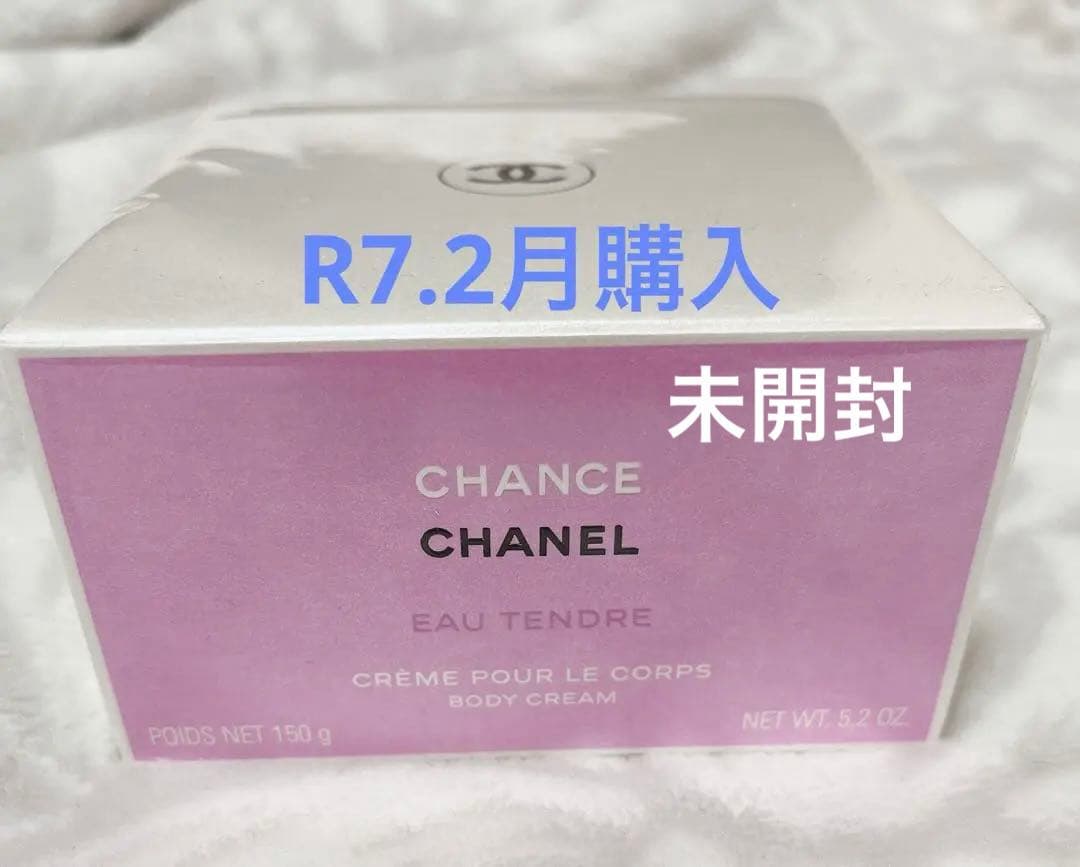 R7.2月購入
未開封
CHANCE
CHANEL
EAU TENDRE
CRÈME POUR LE CORPS
BODY CREAM
POIDS NET 150 g
NET WT. 5.2 OZ.